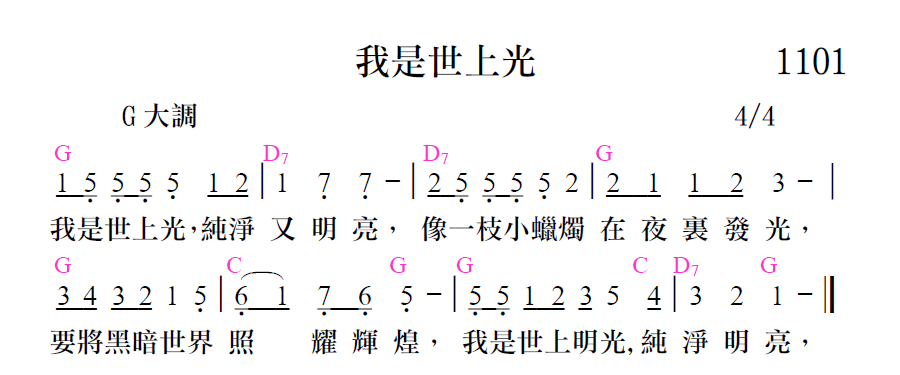 我是世上光 1101
G 大調 4/4
G D7 D7 G
1 5 5 5 5 1 2 | 1 7 7 - | 2 5 5 5 5 2 | 2 1 1 2 3 - |
我是世上光,純淨 又 明 亮, 像一枝小蠟燭 在 夜 裏 發 光,
G C G G C D7 G
3 4 3 2 1 5 | 6 1 7 6 5 - | 5 5 1 2 3 5 4 | 3 2 1 - ‖
要將黑暗世界 照 耀 輝 煌, 我是世上明光, 純 淨 明 亮,